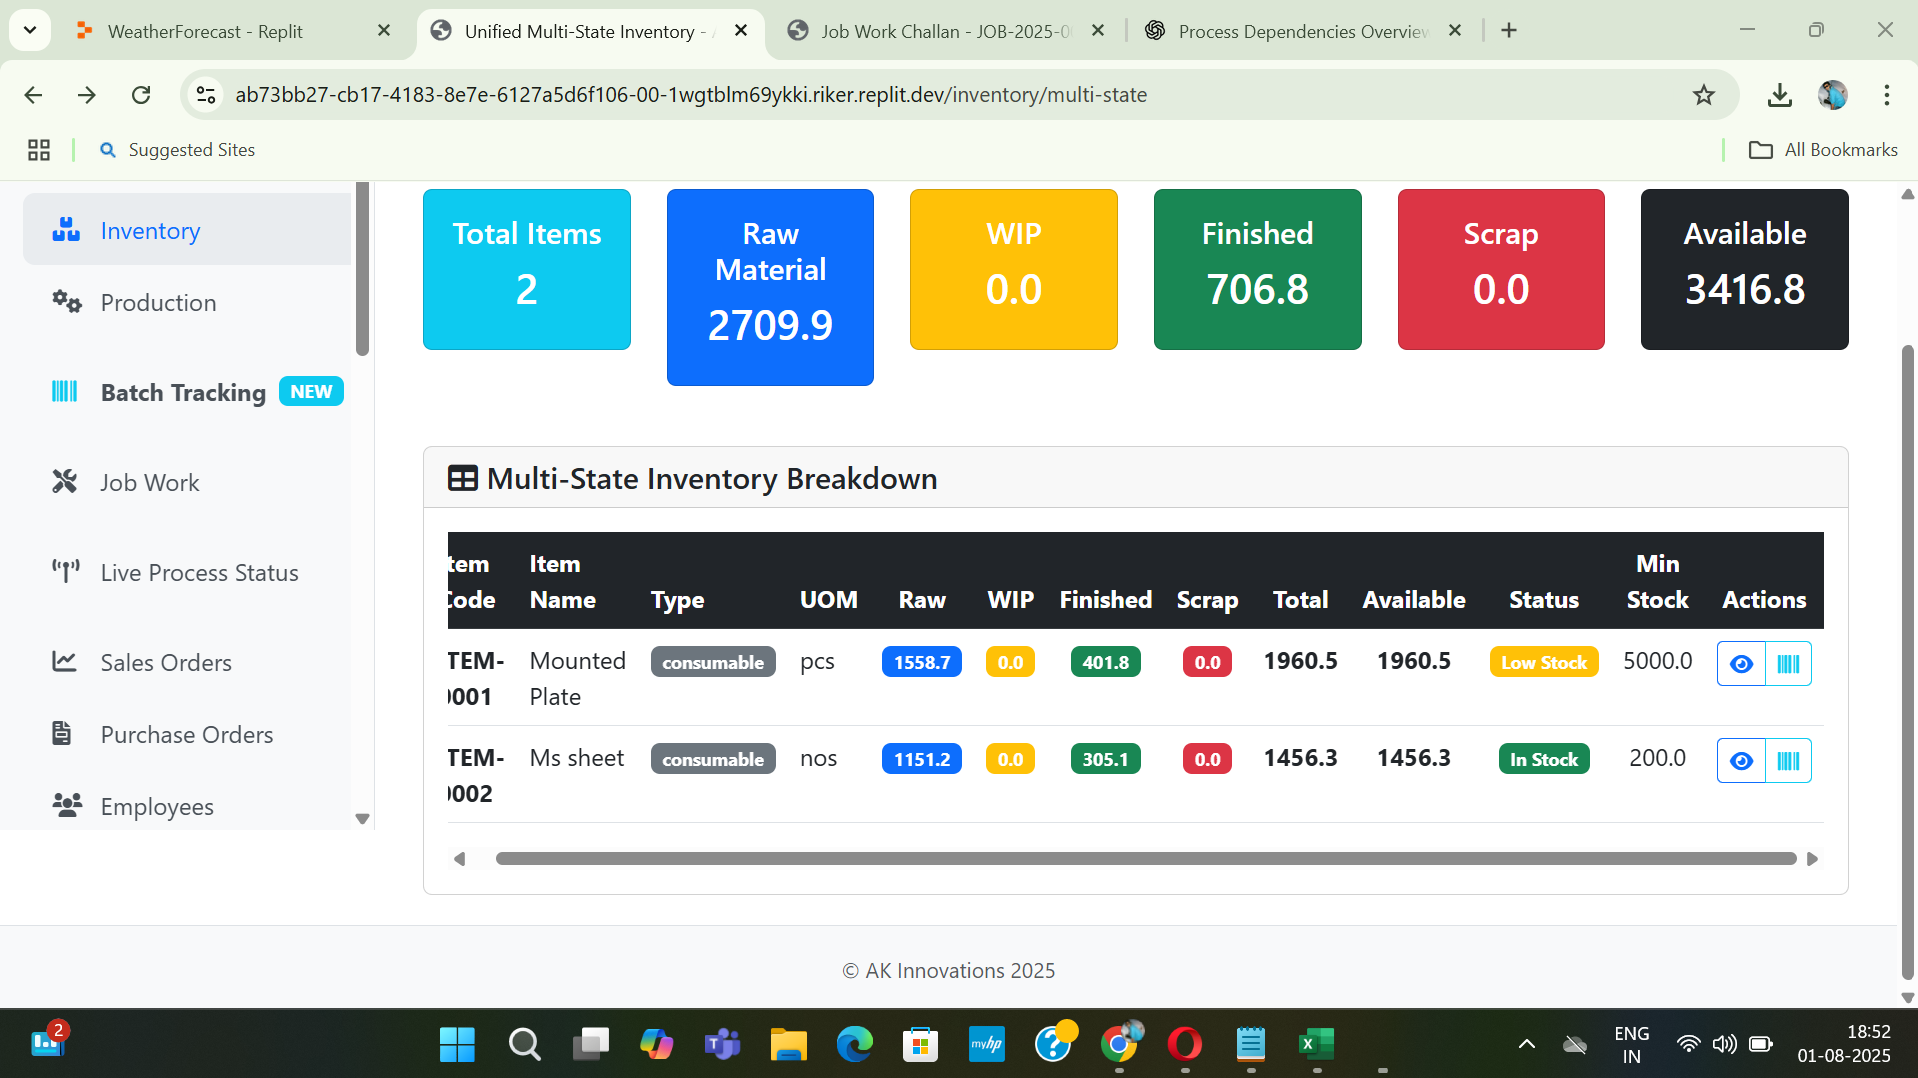 WeatherForecast - Replit
Unified Multi-State Inventory -
Job Work Challan - JOB-2025-0
Process Dependencies Overview
ab73bb27-cb17-4183-8e7e-6127a5d6f106-00-1wgtblm69ykki.riker.replit.dev/inventory/multi-state
Suggested Sites
All Bookmarks
Inventory
Production
Batch Tracking NEW
Job Work
Live Process Status
Sales Orders
Purchase Orders
Employees
Total Items
2
Raw
Material
2709.9
WIP
0.0
Finished
706.8
Scrap
0.0
Available
3416.8
Multi-State Inventory Breakdown
tem Item Min
Code Name Type UOM Raw WIP Finished Scrap Total Available Status Stock Actions
TEM- Mounted consumable pcs 1558.7 0.0 401.8 0.0 1960.5 1960.5 Low Stock 5000.0
0001 Plate
TEM- Ms sheet consumable nos 1151.2 0.0 305.1 0.0 1456.3 1456.3 In Stock 200.0
0002
© AK Innovations 2025
2
myhp
ENG
IN
18:52
01-08-2025